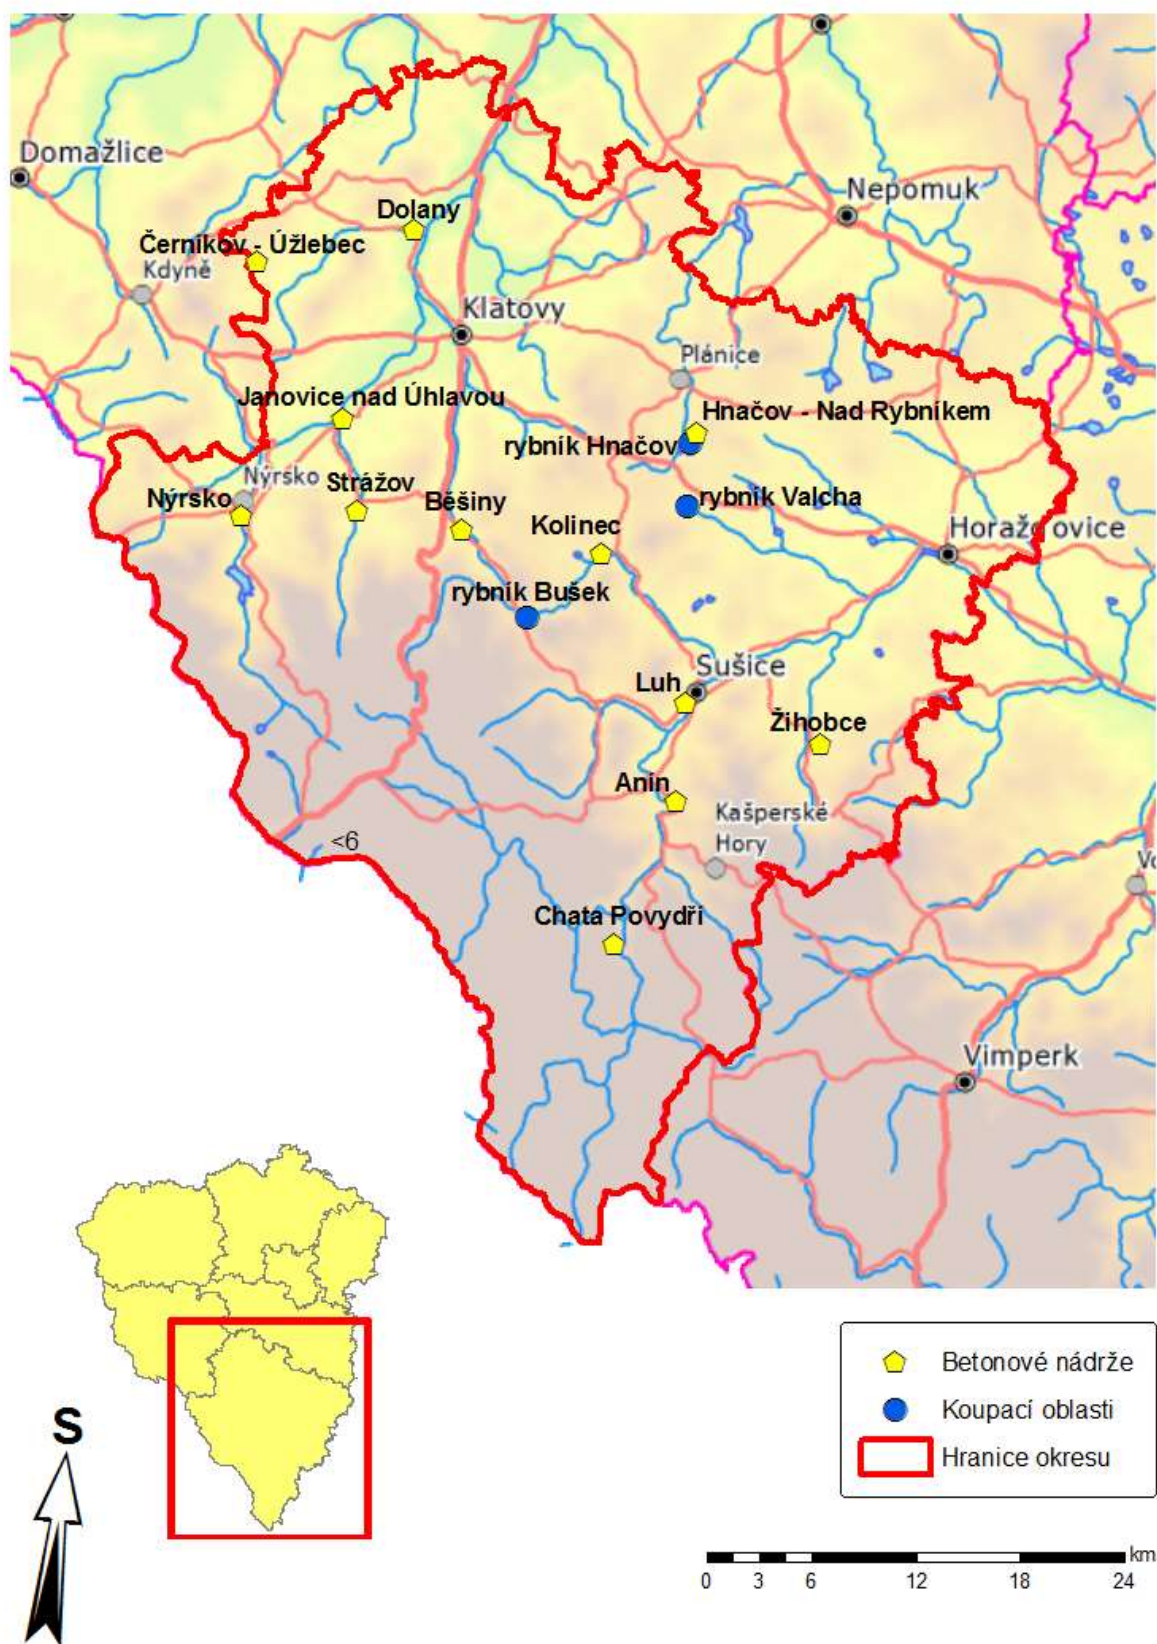 Domažlice
Nepomuk
Dolany
Černíkov - Úžlebec
Kdyně
Klatovy
Plánice
Janovice nad Úhlavou
Hnačov - Nad Rybníkem
rybník Hnačov
Nýrsko
Nýrsko
Strážov
Běšiny
rybník Valcha
Kolinec
Horažďovice
rybník Bušek
Sušice
Luh
Žihobce
Anín
Kašperské
Hory
<6
Chata Povydří
Vimperk
Betonové nádrže
Koupací oblasti
Hranice okresu
S
km
0 3 6 12 18 24